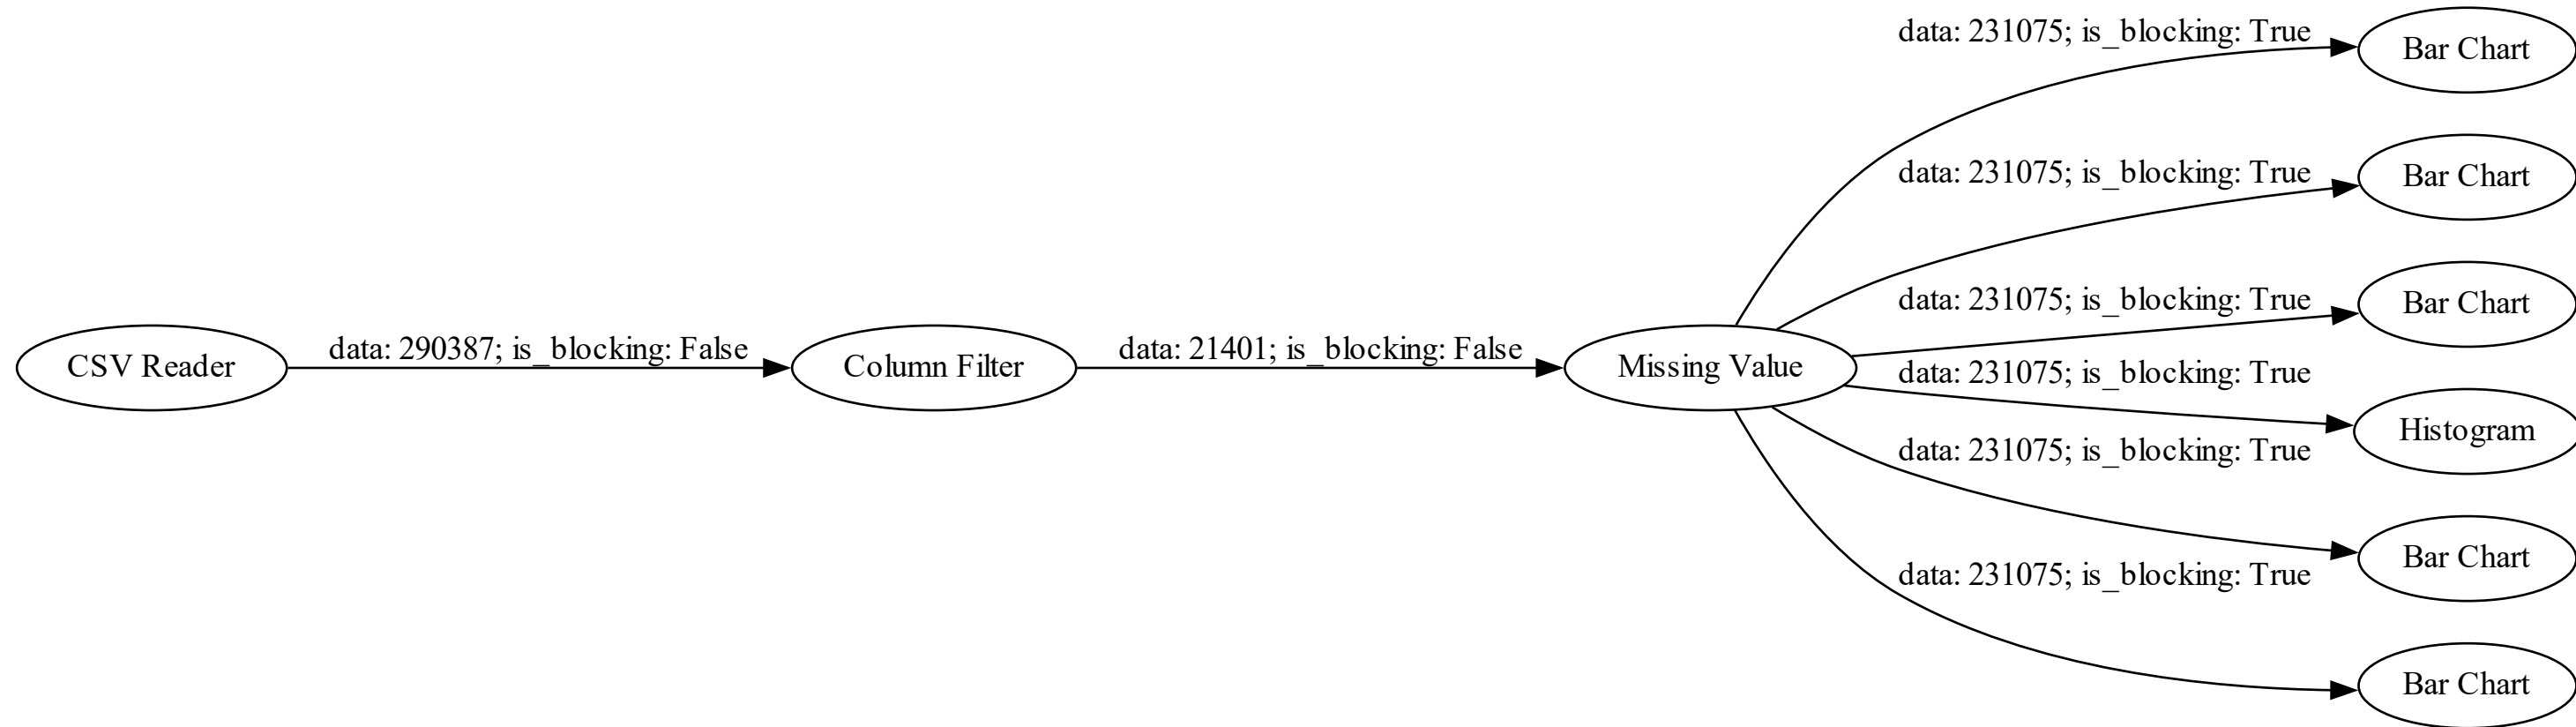 data: 231075; is_blocking: True
Bar Chart
data: 231075; is_blocking: True
Bar Chart
data: 231075; is_blocking: True
Bar Chart
CSV Reader
data: 290387; is_blocking: False
Column Filter
data: 21401; is_blocking: False
Missing Value
data: 231075; is_blocking: True
Histogram
data: 231075; is_blocking: True
Bar Chart
data: 231075; is_blocking: True
Bar Chart